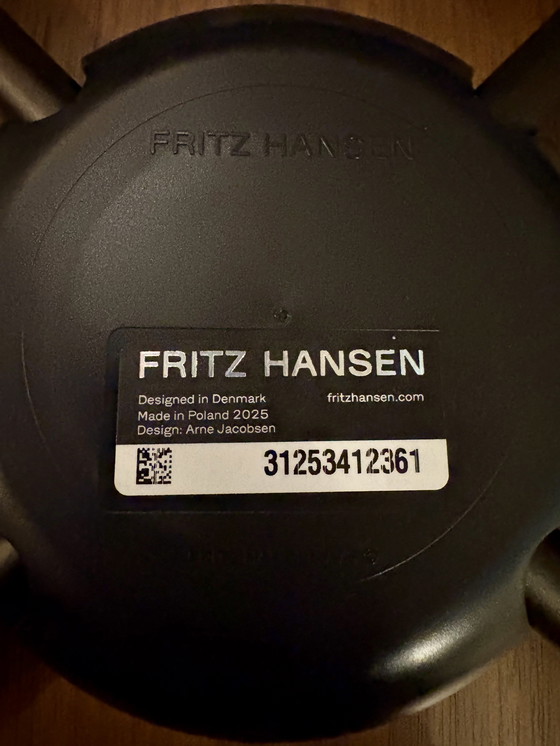 FRITZ HANSEN
FRITZ HANSEN
Designed in Denmark fritzhansen.com
Made in Poland 2025
Design: Arne Jacobsen
31253412361